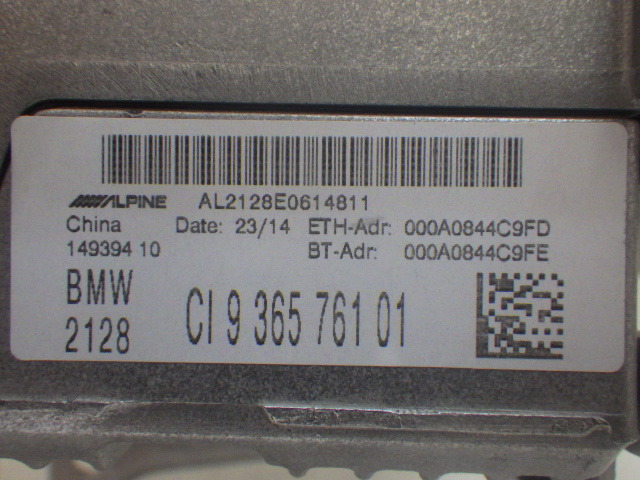 ALPINE AL2128E0614811
China Date: 23/14 ETH-Adr: 000A0844C9FD
149394 10 BT-Adr: 000A0844C9FE
BMW
2128 CI 9 365 761 01